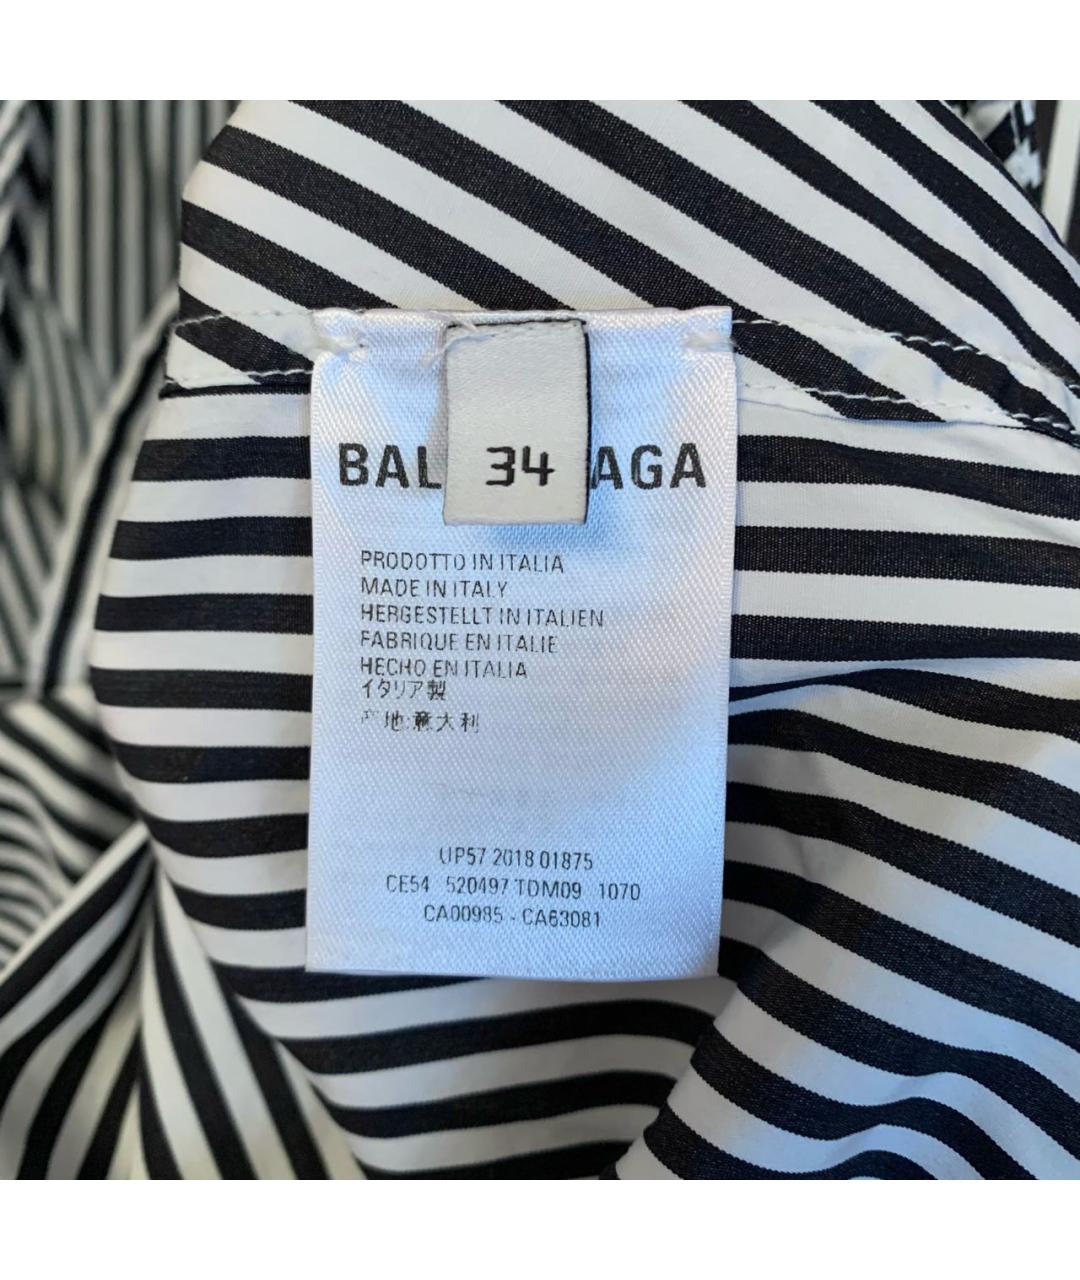 BAL 34 AGA
PRODOTTO IN ITALIA
MADE IN ITALY
HERGESTELLT IN ITALIEN
FABRIQUE EN ITALIE
HECHO EN ITALIA
イタリア製
产地:意大利
UP57 2018 01875
CE54 520497 TDM09 1070
CA00985 - CA63081